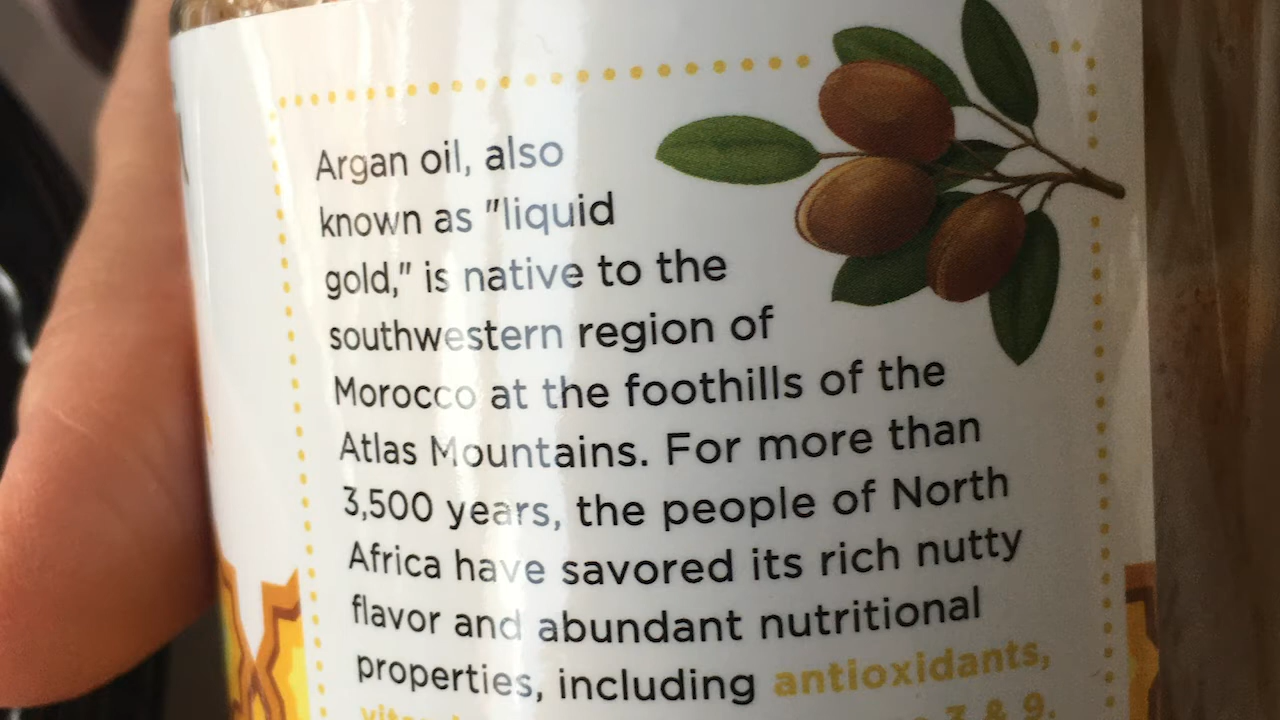 Argan oil, also
known as "liquid
gold," is native to the
southwestern region of
Morocco at the foothills of the
Atlas Mountains. For more than
3,500 years, the people of North
Africa have savored its rich nutty
flavor and abundant nutritional
properties, including antioxidants,
3 & 9.